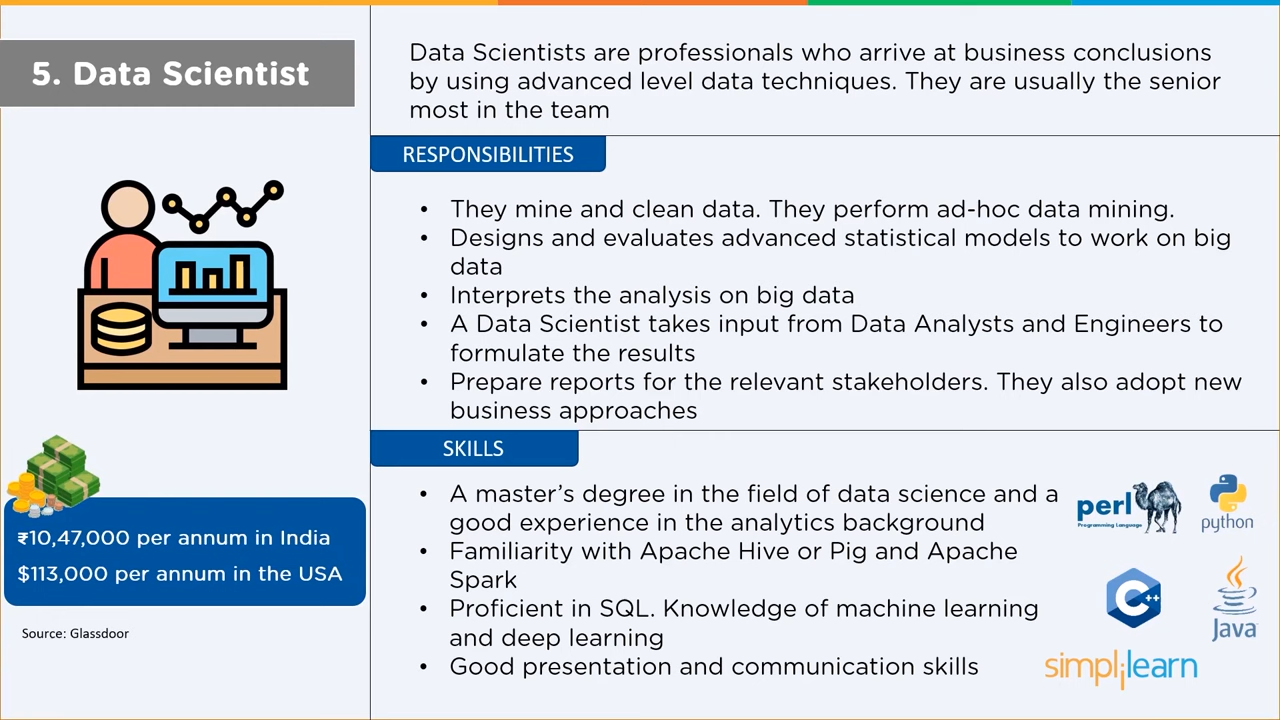 5. Data Scientist
Data Scientists are professionals who arrive at business conclusions
by using advanced level data techniques. They are usually the senior
most in the team
RESPONSIBILITIES
• They mine and clean data. They perform ad-hoc data mining.
• Designs and evaluates advanced statistical models to work on big
data
• Interprets the analysis on big data
• A Data Scientist takes input from Data Analysts and Engineers to
formulate the results
• Prepare reports for the relevant stakeholders. They also adopt new
business approaches
SKILLS
• A master's degree in the field of data science and a
good experience in the analytics background
• Familiarity with Apache Hive or Pig and Apache
Spark
• Proficient in SQL. Knowledge of machine learning
and deep learning
• Good presentation and communication skills
perl
Programming Language
python
C++
Java
simplilearn
₹10,47,000 per annum in India
$113,000 per annum in the USA
Source: Glassdoor